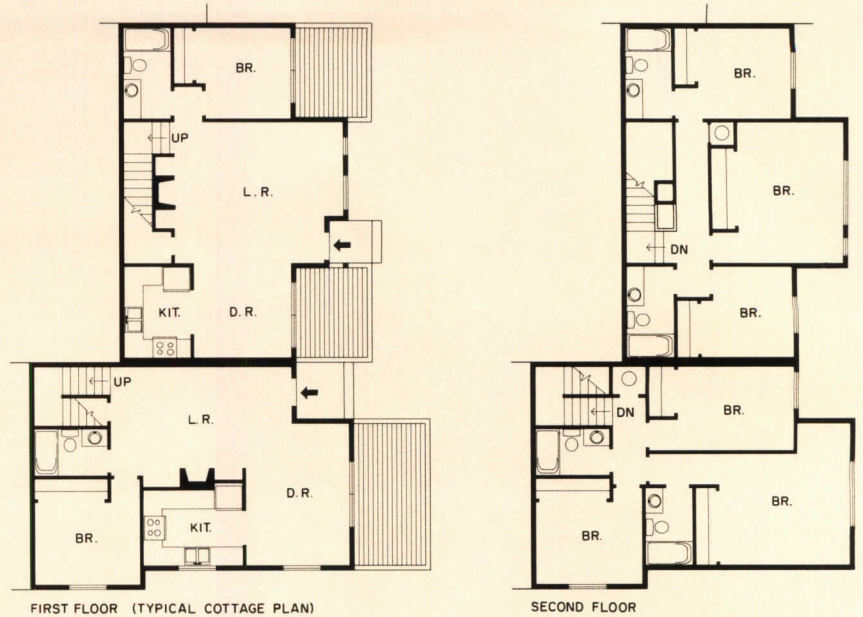 BR.
UP
L. R.
KIT.
D. R.
UP
L.R.
D.R.
KIT.
BR.
FIRST FLOOR (TYPICAL COTTAGE PLAN)
BR.
BR.
DN
BR.
BR.
DN
BR.
BR.
SECOND FLOOR